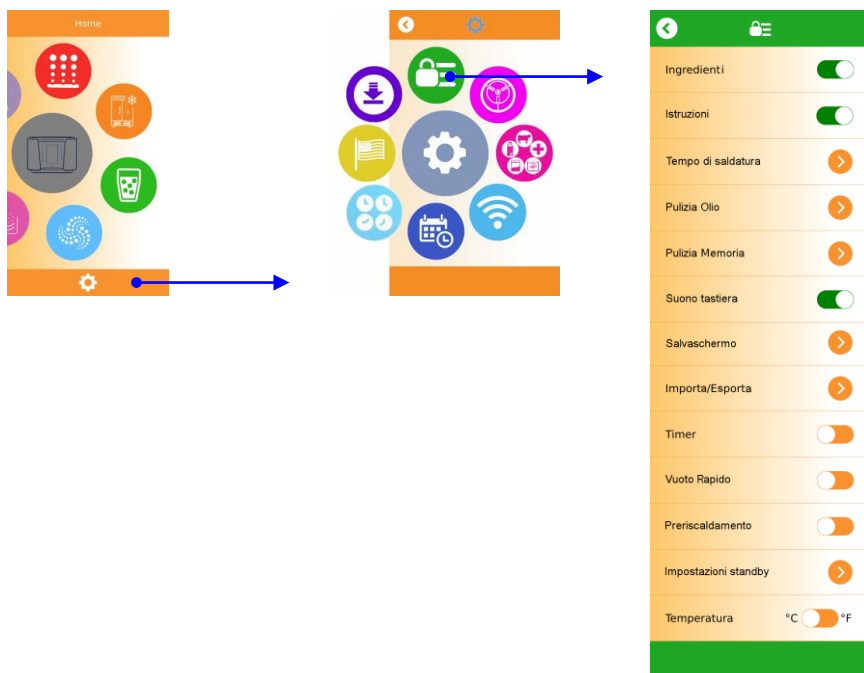 Home
Ingredienti
Istruzioni
Tempo di saldatura
Pulizia Olio
Pulizia Memoria
Suono tastiera
Salvaschermo
Importa/Esporta
Timer
Vuoto Rapido
Preriscaldamento
Impostazioni standby
Temperatura °C °F